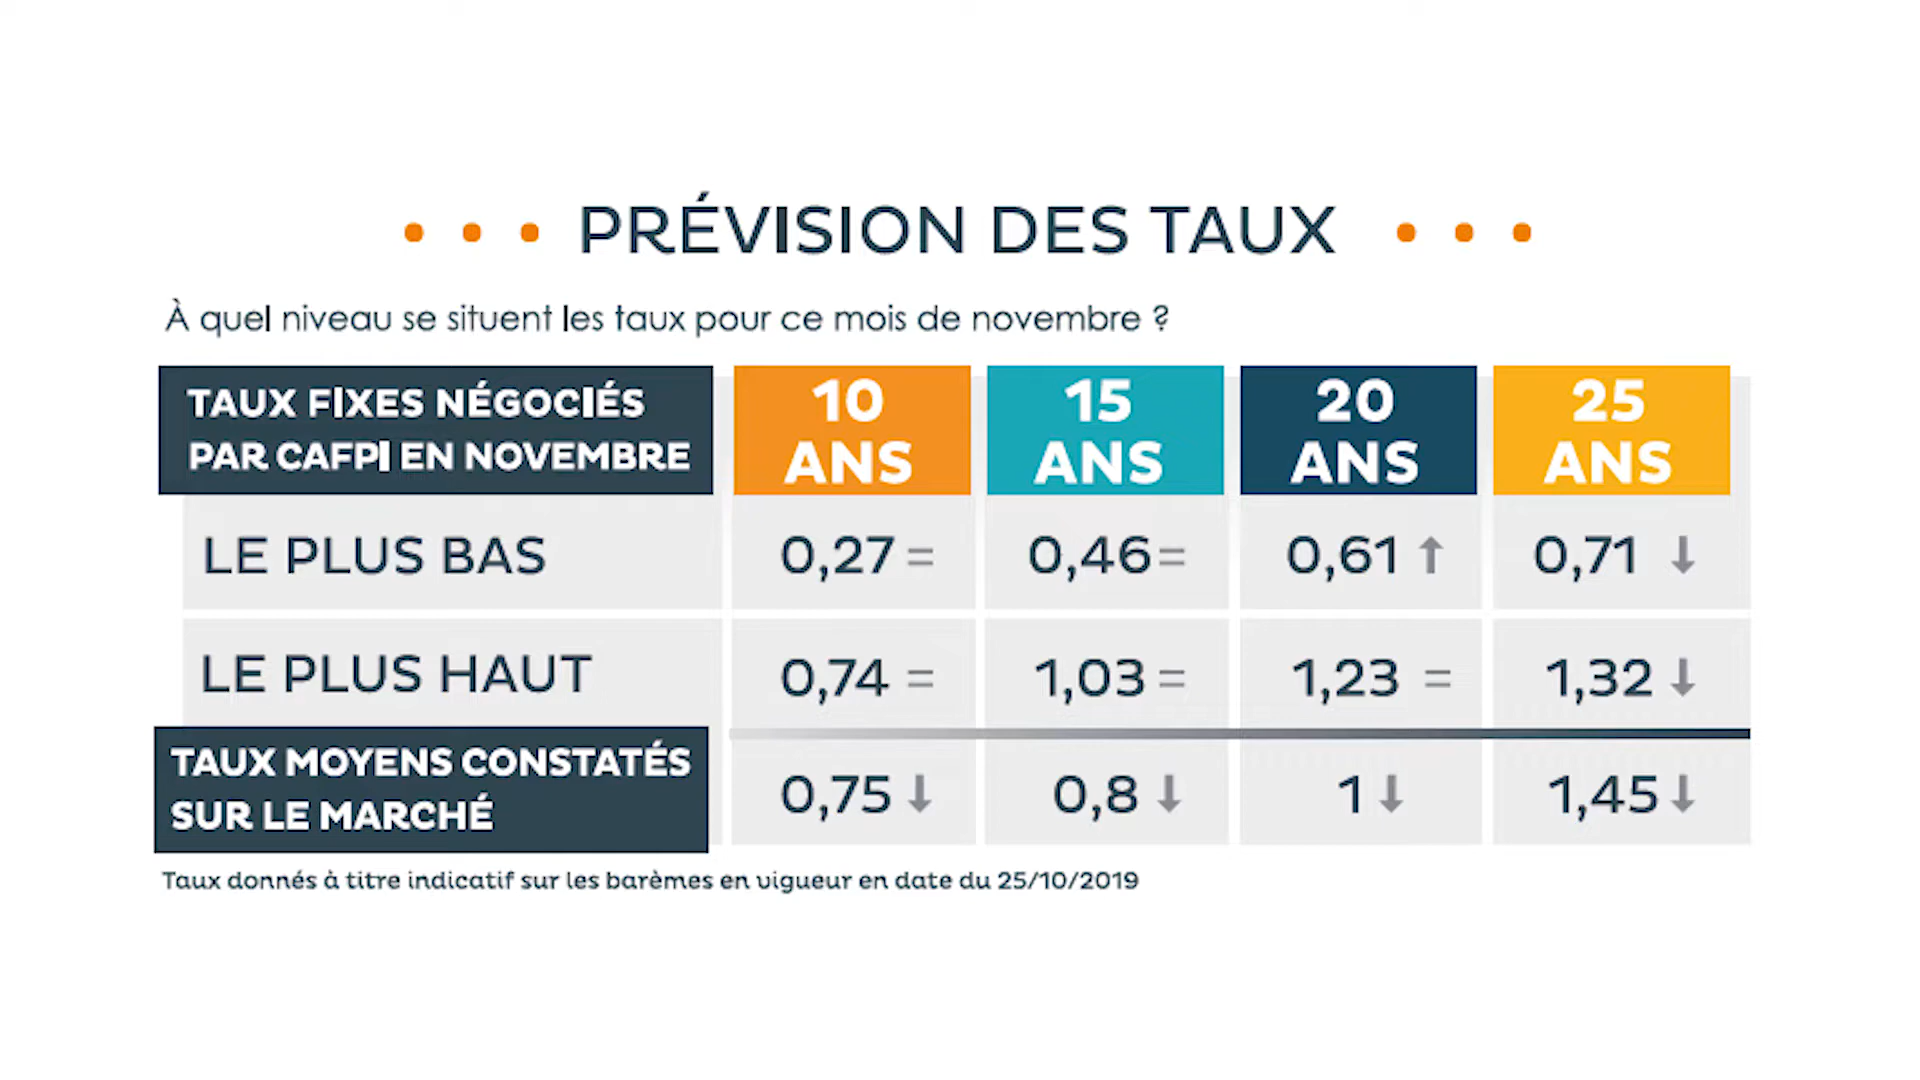 PRÉVISION DES TAUX
À quel niveau se situent les taux pour ce mois de novembre ?
TAUX FIXES NÉGOCIÉS
PAR CAFPI EN NOVEMBRE
10
ANS
15
ANS
20
ANS
25
ANS
LE PLUS BAS 0,27 = 0,46 = 0,61 ↑ 0,71 ↓
LE PLUS HAUT 0,74 = 1,03 = 1,23 = 1,32 ↓
TAUX MOYENS CONSTATÉS
SUR LE MARCHÉ
0,75 ↓ 0,8 ↓ 1 ↓ 1,45 ↓
Taux donnés à titre indicatif sur les barèmes en vigueur en date du 25/10/2019